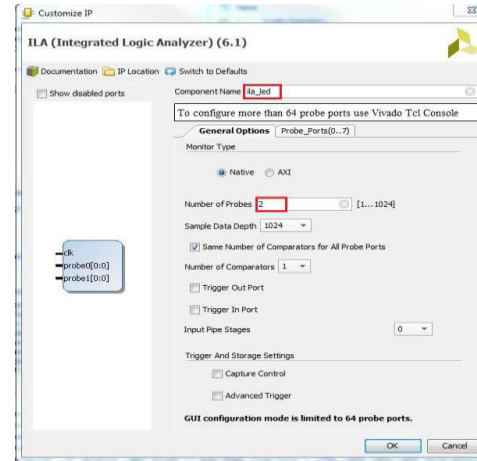 Customize IP
ILA (Integrated Logic Analyzer) (6.1)
Documentation IP Location Switch to Defaults
Show disabled ports
Component Name ila_led
To configure more than 64 probe ports use Vivado Tcl Console
General Options Probe_Ports(0..7)
Monitor Type
Native AXI
Number of Probes 2 [1...1024]
Sample Data Depth 1024
Same Number of Comparators for All Probe Ports
Number of Comparators 1
Trigger Out Port
Trigger In Port
Input Pipe Stages 0
Trigger And Storage Settings
Capture Control
Advanced Trigger
GUI configuration mode is limited to 64 probe ports.
clk
probe0[0:0]
probe1[0:0]
OK Cancel